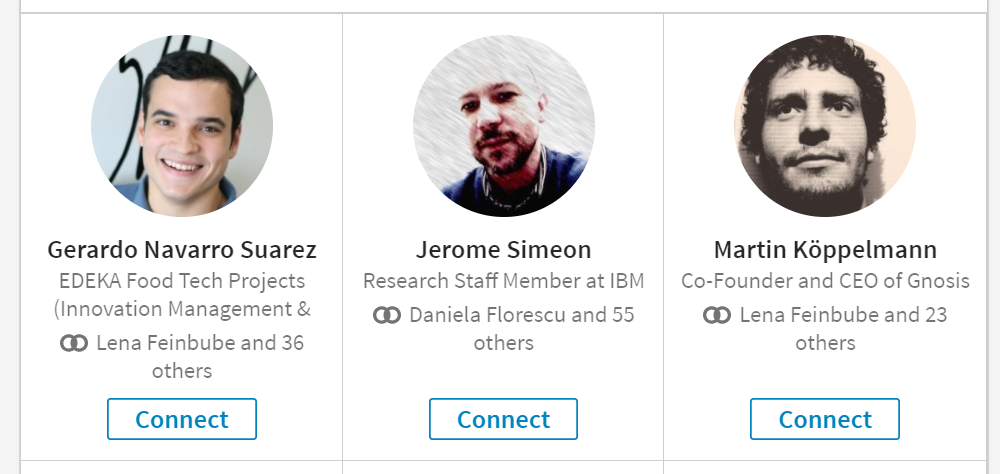 Gerardo Navarro Suarez
EDEKA Food Tech Projects
(Innovation Management &
Lena Feinbube and 36
others
Connect
Jerome Simeon
Research Staff Member at IBM
Daniela Florescu and 55
others
Connect
Martin Köppelmann
Co-Founder and CEO of Gnosis
Lena Feinbube and 23
others
Connect